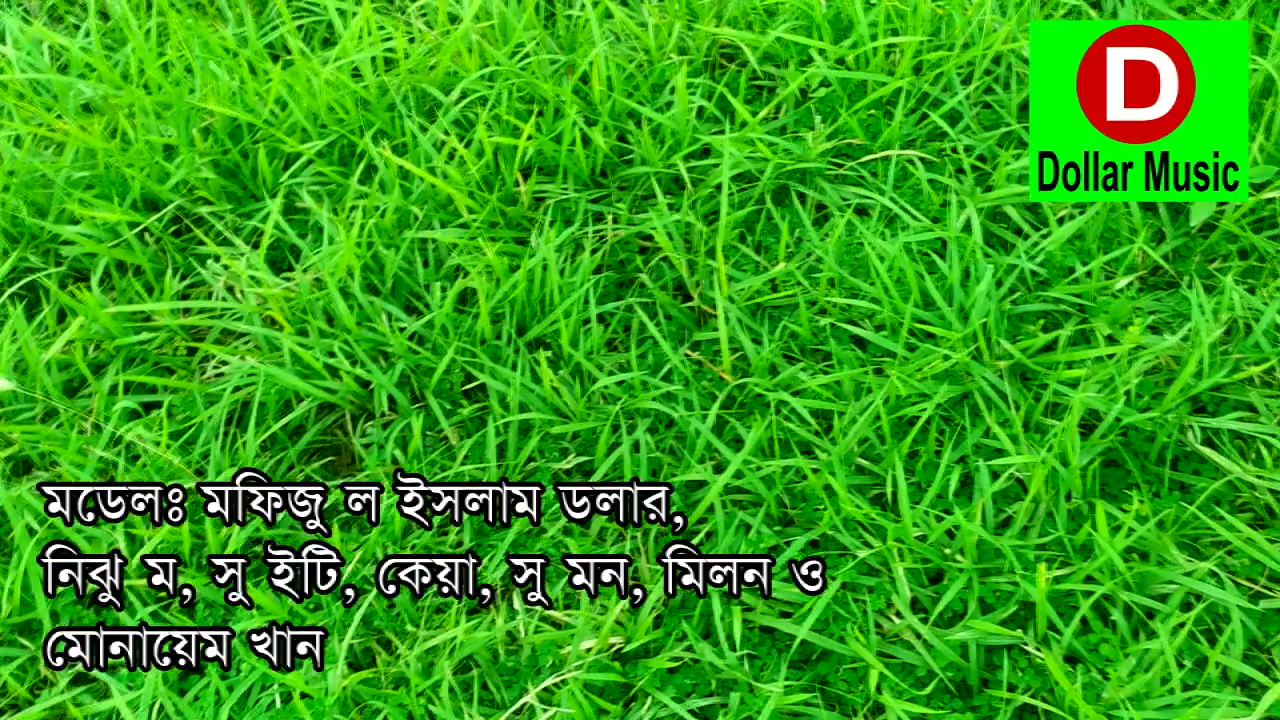 D
Dollar Music
মডেলঃ মফিজু ল ইসলাম ডলার,
নিঝু ম, সু ইটি, কেয়া, সু মন, মিলন ও
মোনায়েম খান